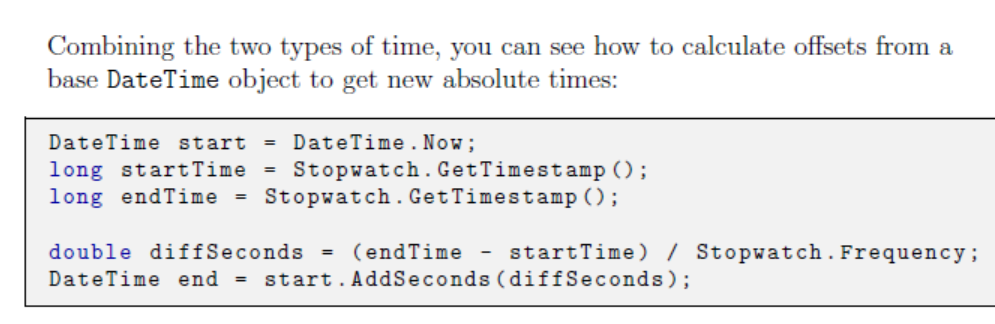 Combining the two types of time, you can see how to calculate offsets from a
base DateTime object to get new absolute times:
DateTime start = DateTime.Now;
long startTime = Stopwatch.GetTimestamp();
long endTime = Stopwatch.GetTimestamp();
double diffSeconds = (endTime - startTime) / Stopwatch.Frequency;
DateTime end = start.AddSeconds(diffSeconds);